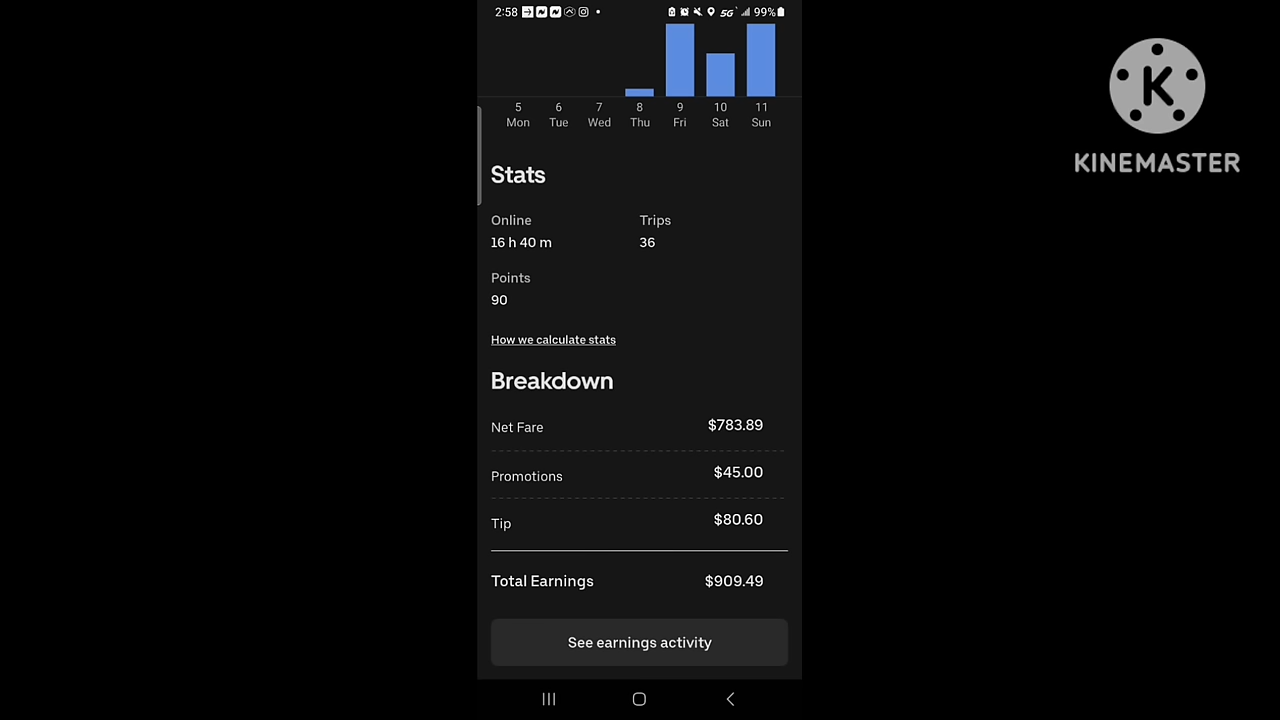 2:58
5G 99%
5 6 7 8 9 10 11
Mon Tue Wed Thu Fri Sat Sun
Stats
Online Trips
16 h 40 m 36
Points
90
How we calculate stats
Breakdown
Net Fare $783.89
Promotions $45.00
Tip $80.60
Total Earnings $909.49
See earnings activity
K
KINEMASTER